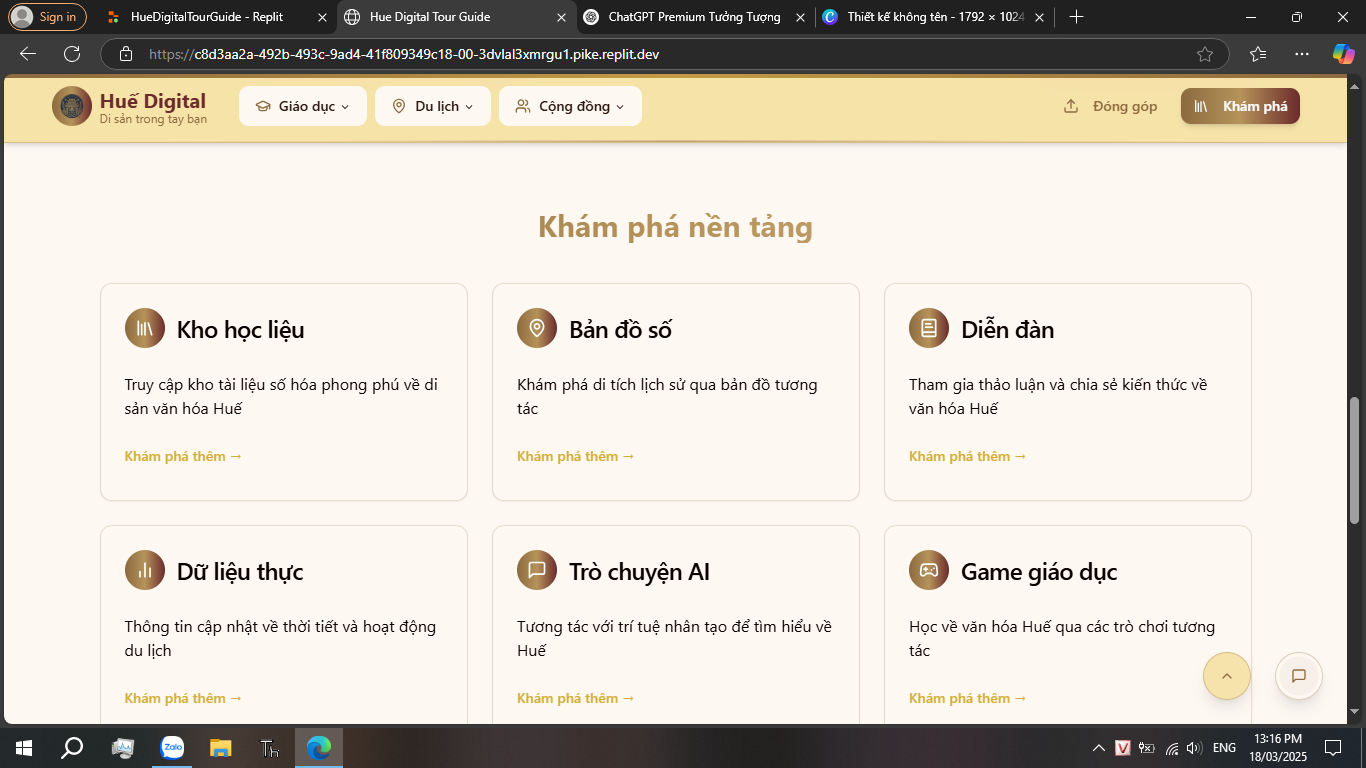 Sign in
HueDigitalTourGuide - Replit
Hue Digital Tour Guide
ChatGPT Premium Tưởng Tượng
Thiết kế không tên - 1792 × 1024
https://c8d3aa2a-492b-493c-9ad4-41f809349c18-00-3dvlal3xmrgu1.pike.replit.dev
Huế Digital
Di sản trong tay bạn
Giáo dục
Du lịch
Cộng đồng
Đóng góp
Khám phá
Khám phá nền tảng
Kho học liệu
Truy cập kho tài liệu số hóa phong phú về di
sản văn hóa Huế
Khám phá thêm →
Bản đồ số
Khám phá di tích lịch sử qua bản đồ tương
tác
Khám phá thêm →
Diễn đàn
Tham gia thảo luận và chia sẻ kiến thức về
văn hóa Huế
Khám phá thêm →
Dữ liệu thực
Thông tin cập nhật về thời tiết và hoạt động
du lịch
Khám phá thêm →
Trò chuyện AI
Tương tác với trí tuệ nhân tạo để tìm hiểu về
Huế
Khám phá thêm →
Game giáo dục
Học về văn hóa Huế qua các trò chơi tương
tác
Khám phá thêm →
Zalo
Th
V
ENG
13:16 PM
18/03/2025